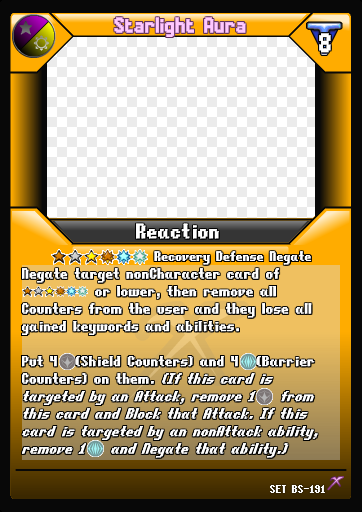 Starlight Aura
8
Reaction
Recovery Defense Negate
Negate target nonCharacter card of
or lower, then remove all
Counters from the user and they lose all
gained keywords and abilities.
Put 4(Shield Counters) and 4(Barrier
Counters) on them. (If this card is
targeted by an Attack, remove 1 from
this card and Block that Attack. If this
card is targeted by an nonAttack ability,
remove 1 and Negate that ability.)
SET BS-191